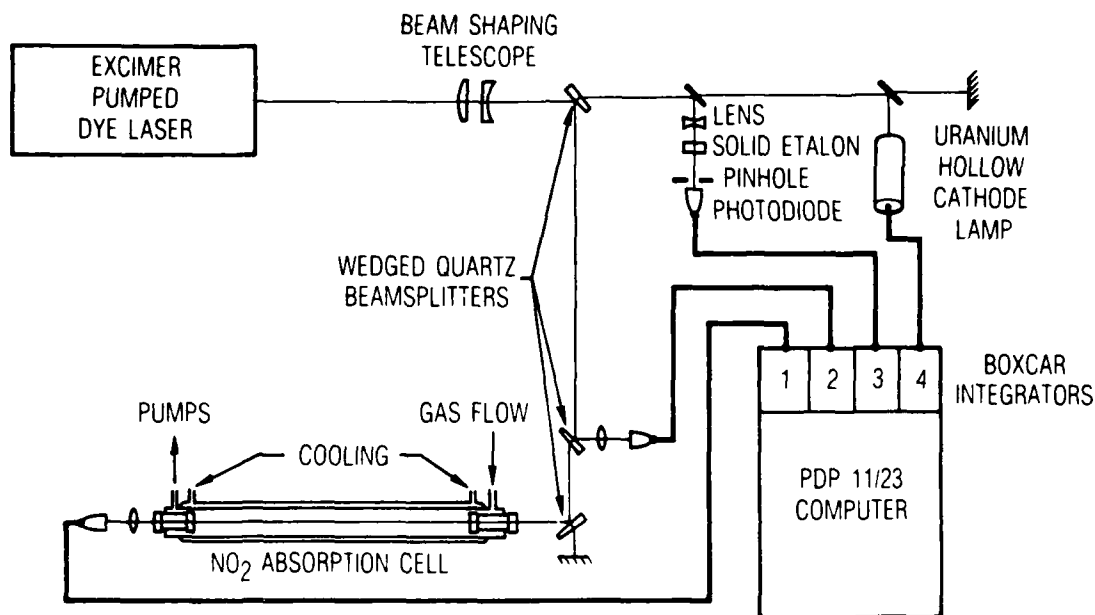 EXCIMER
PUMPED
DYE LASER
BEAM SHAPING
TELESCOPE
LENS
SOLID ETALON
PINHOLE
PHOTODIODE
URANIUM
HOLLOW
CATHODE
LAMP
WEDGED QUARTZ
BEAMSPLITTERS
1 2 3 4
BOXCAR
INTEGRATORS
PDP 11/23
COMPUTER
PUMPS
COOLING
GAS FLOW
NO2 ABSORPTION CELL